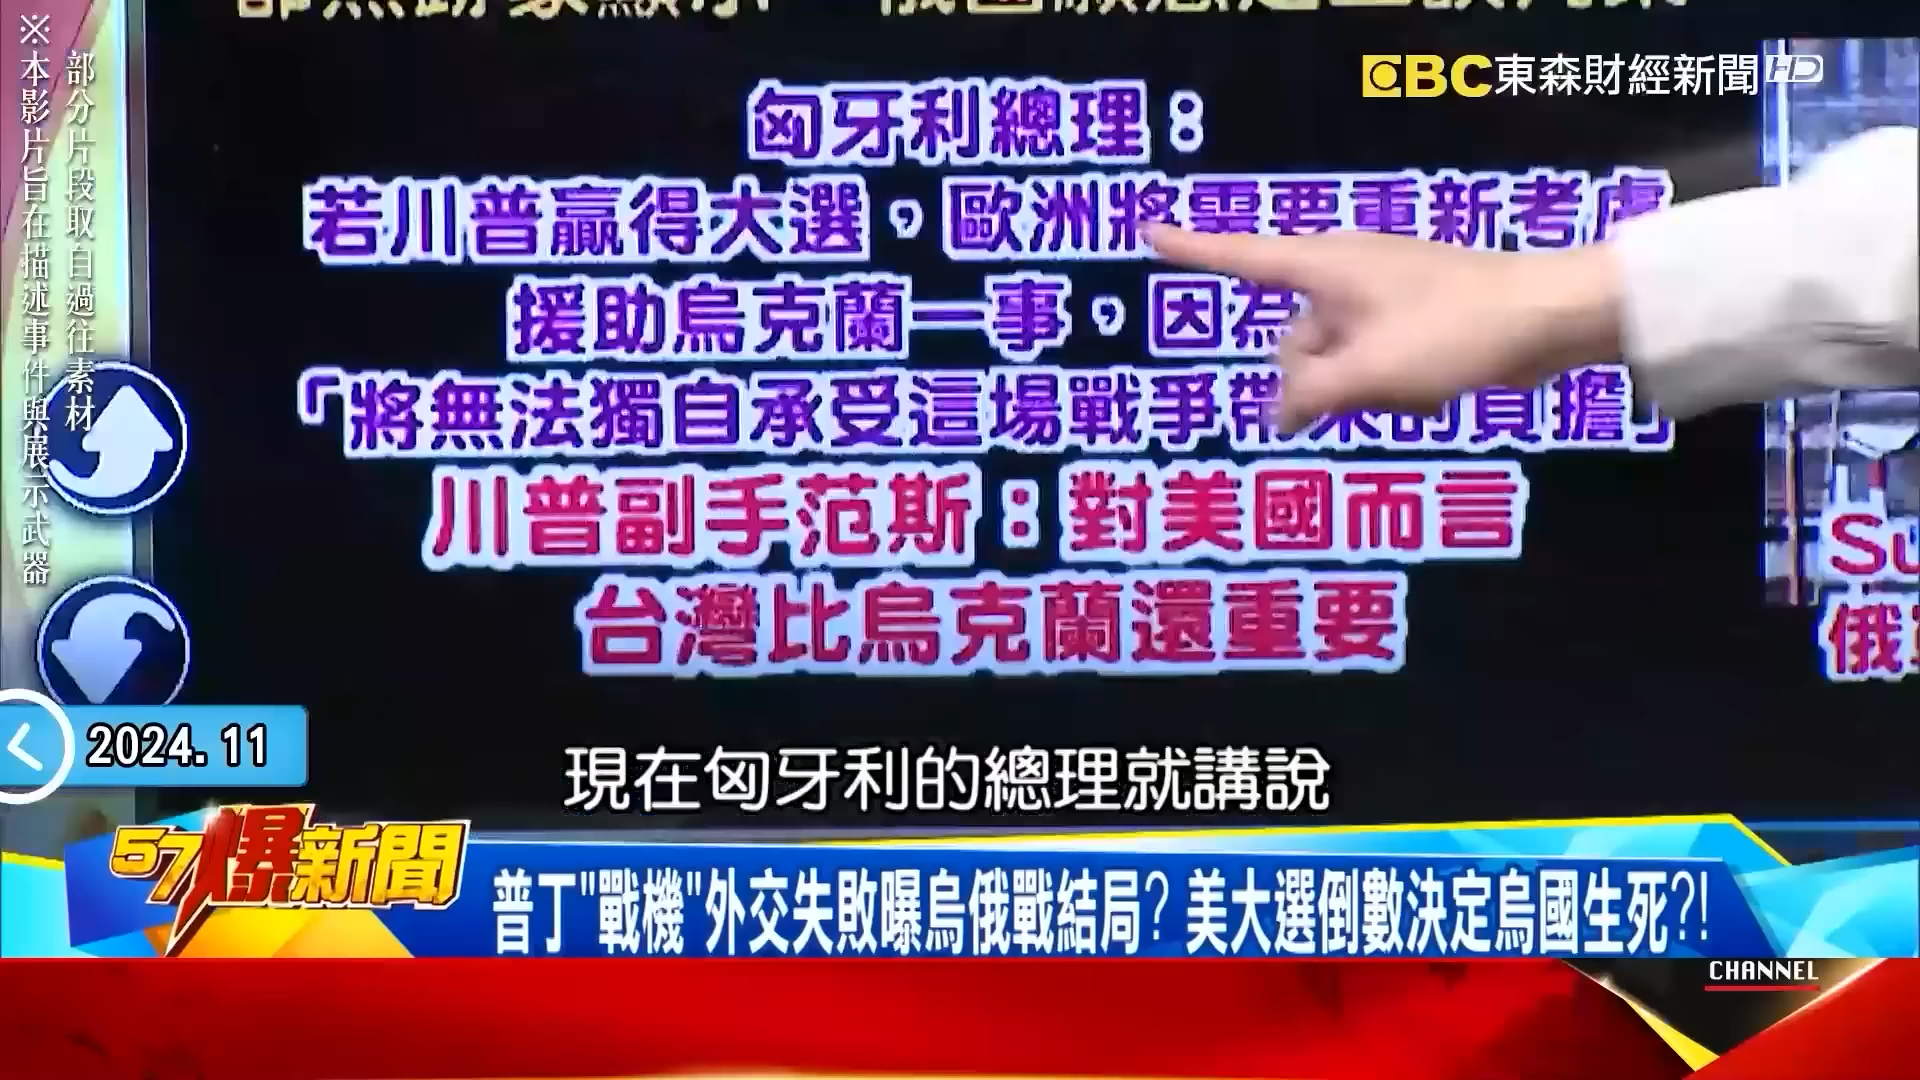 EBC東森財經新聞HD
※本影片旨在描述事件與展示武器
部分片段取自過往素材
匈牙利總理：
若川普贏得大選，歐洲將需要重新考慮
援助烏克蘭一事，因為
「將無法獨自承受這場戰爭帶來的負擔」
川普副手范斯：對美國而言
台灣比烏克蘭還重要
Su
俄
2024.11
現在匈牙利的總理就講說
57爆新聞
普丁"戰機"外交失敗曝烏俄戰結局? 美大選倒數決定烏國生死?!
CHANNEL